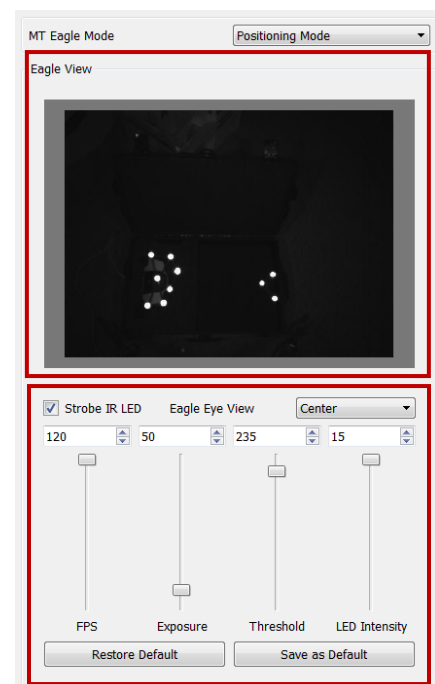 MT Eagle Mode Positioning Mode
Eagle View
Strobe IR LED Eagle Eye View Center
120 50 235 15
FPS Exposure Threshold LED Intensity
Restore Default Save as Default